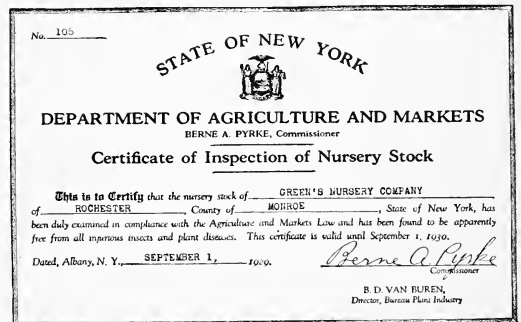 No. 105
STATE OF NEW YORK
DEPARTMENT OF AGRICULTURE AND MARKETS
BERNE A. PYRKE, Commissioner
Certificate of Inspection of Nursery Stock
This is to Certify that the nursery stock of GREEN'S NURSERY COMPANY
of ROCHESTER, County of MONROE, State of New York, has
been duly examined in compliance with the Agriculture and Markets Law and has been found to be apparently
free from all injurious insects and plant diseases. This certificate is valid until September 1, 1930.
Dated, Albany, N. Y., SEPTEMBER 1, 1929.
Berne A. Pyrke
Commissioner
B. D. VAN BUREN,
Director, Bureau Plant Industry